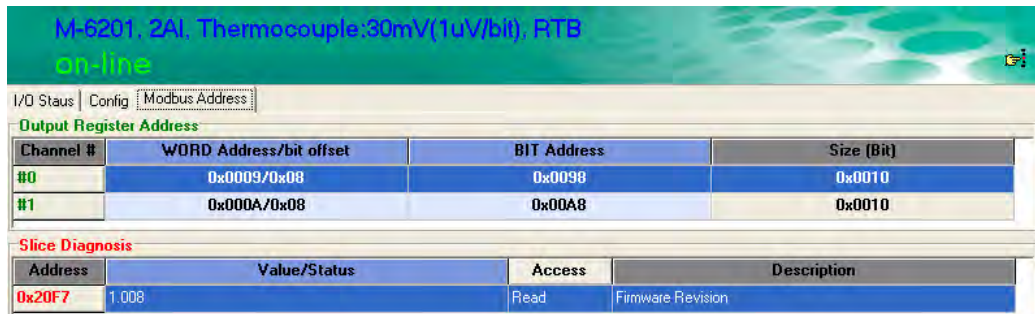 M-6201, 2AI, Thermocouple:30mV(1uV/bit), RTB
on-line
I/O Staus Config Modbus Address
Output Register Address
Channel # WORD Address/bit offset BIT Address Size (Bit)
#0 0x0009/0x08 0x0098 0x0010
#1 0x000A/0x08 0x00A8 0x0010
Slice Diagnosis
Address Value/Status Access Description
0x20F7 1.008 Read Firmware Revision